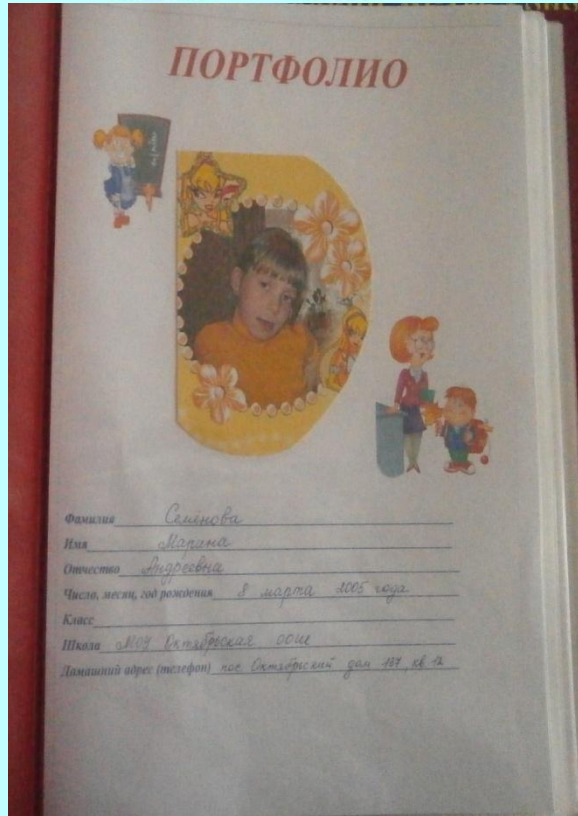 ПОРТФОЛИО
Фамилия Семёнова
Имя Марина
Отчество Андреевна
Число, месяц, год рождения 8 марта 2005 года
Класс
Школа МОУ Октябрьская ООШ
Домашний адрес (телефон) пос Октябрьский дом 187, кв 12